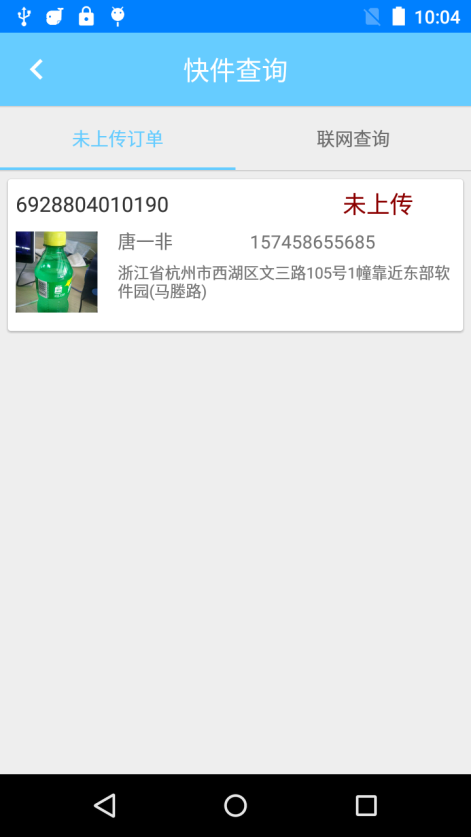 10:04
快件查询
未上传订单
联网查询
6928804010190
未上传
唐一非
157458655685
浙江省杭州市西湖区文三路105号1幢靠近东部软
件园(马塍路)